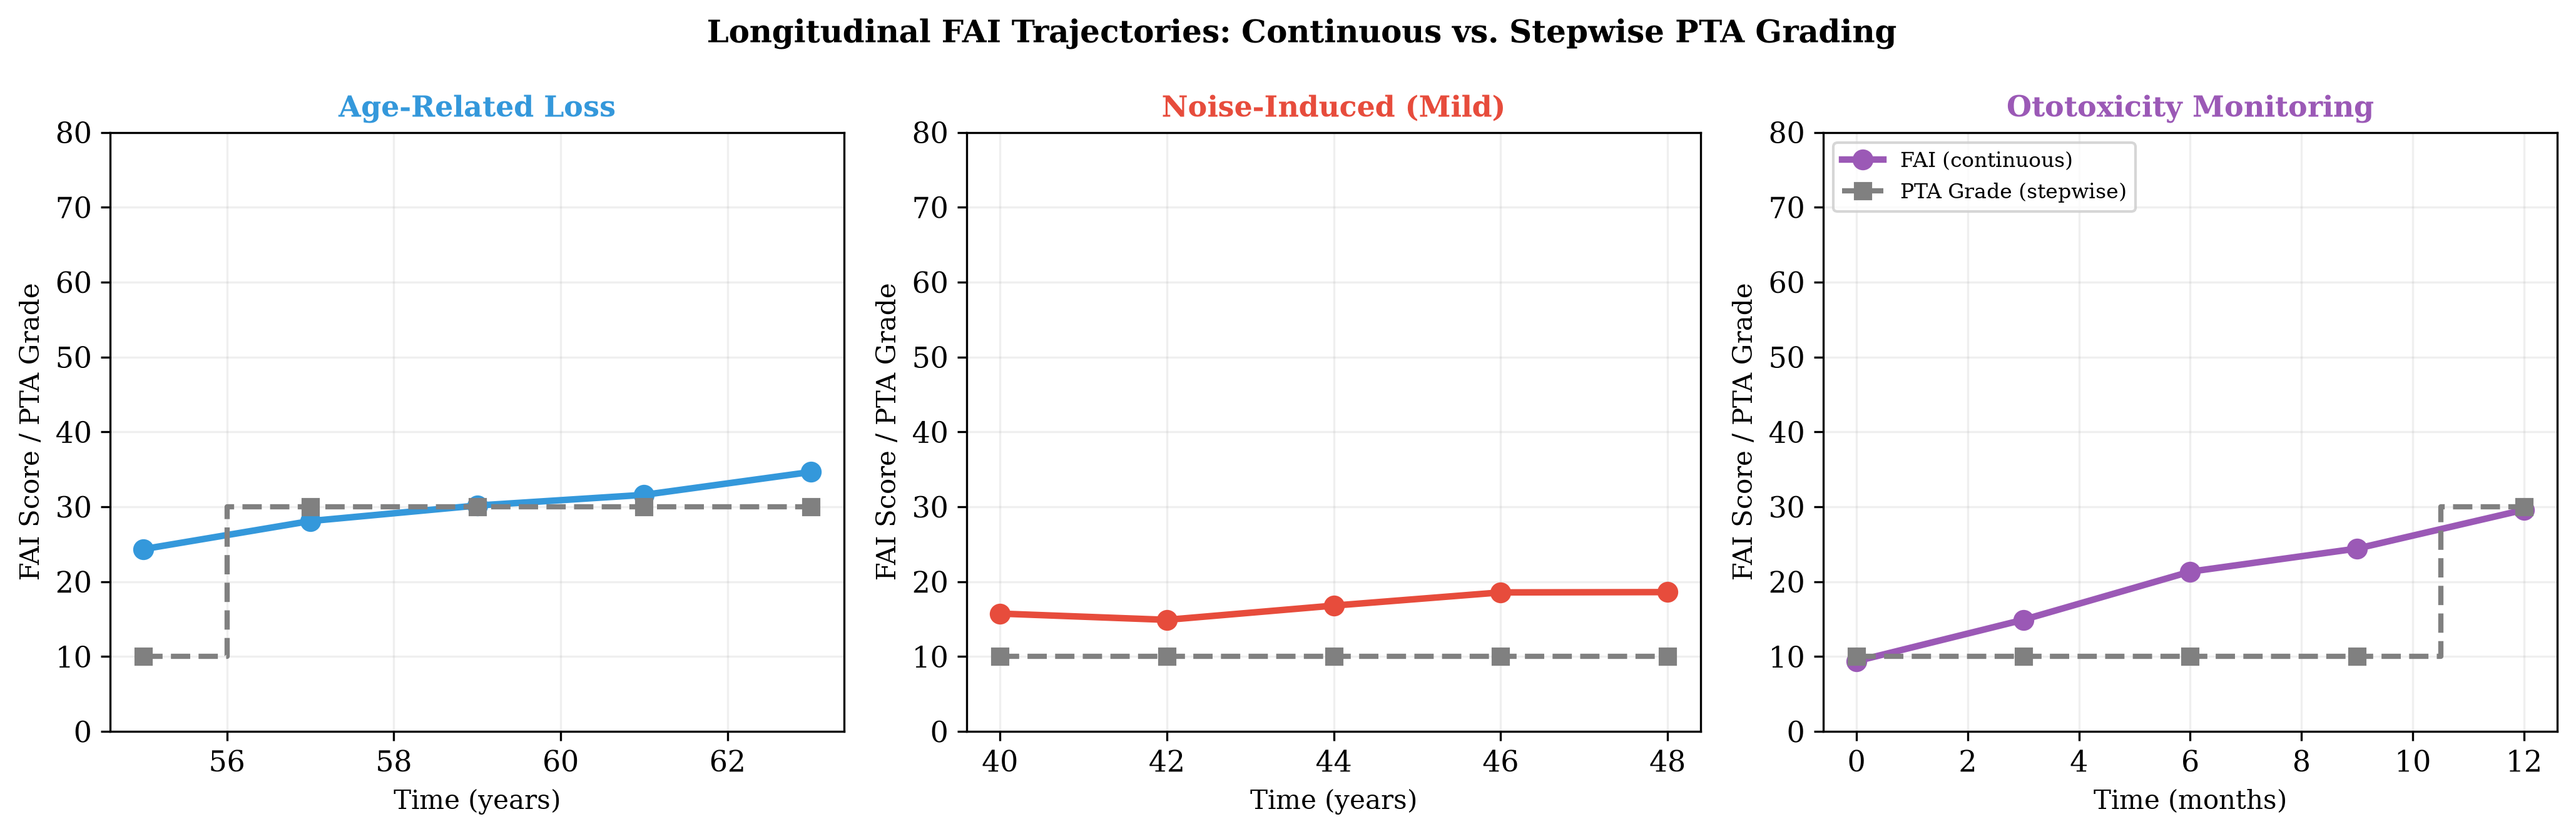 Longitudinal FAI Trajectories: Continuous vs. Stepwise PTA Grading
Age-Related Loss
FAI Score / PTA Grade
80
70
60
50
40
30
20
10
0
56 58 60 62
Time (years)
Noise-Induced (Mild)
FAI Score / PTA Grade
80
70
60
50
40
30
20
10
0
40 42 44 46 48
Time (years)
Ototoxicity Monitoring
FAI (continuous)
PTA Grade (stepwise)
FAI Score / PTA Grade
80
70
60
50
40
30
20
10
0
0 2 4 6 8 10 12
Time (months)